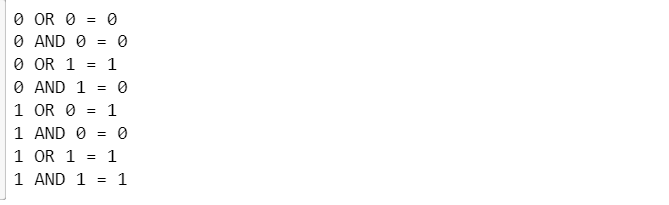 0 OR 0 = 0
0 AND 0 = 0
0 OR 1 = 1
0 AND 1 = 0
1 OR 0 = 1
1 AND 0 = 0
1 OR 1 = 1
1 AND 1 = 1